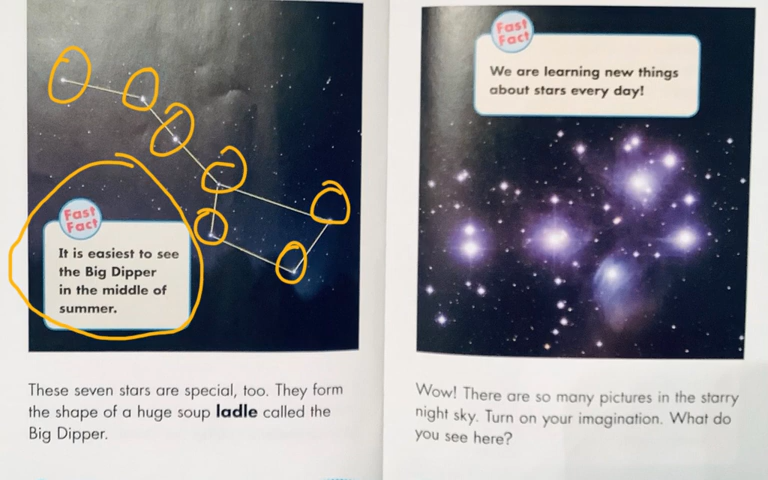 Fast
Fact
It is easiest to see
the Big Dipper
in the middle of
summer.
These seven stars are special, too. They form
the shape of a huge soup ladle called the
Big Dipper.
Fast
Fact
We are learning new things
about stars every day!
Wow! There are so many pictures in the starry
night sky. Turn on your imagination. What do
you see here?